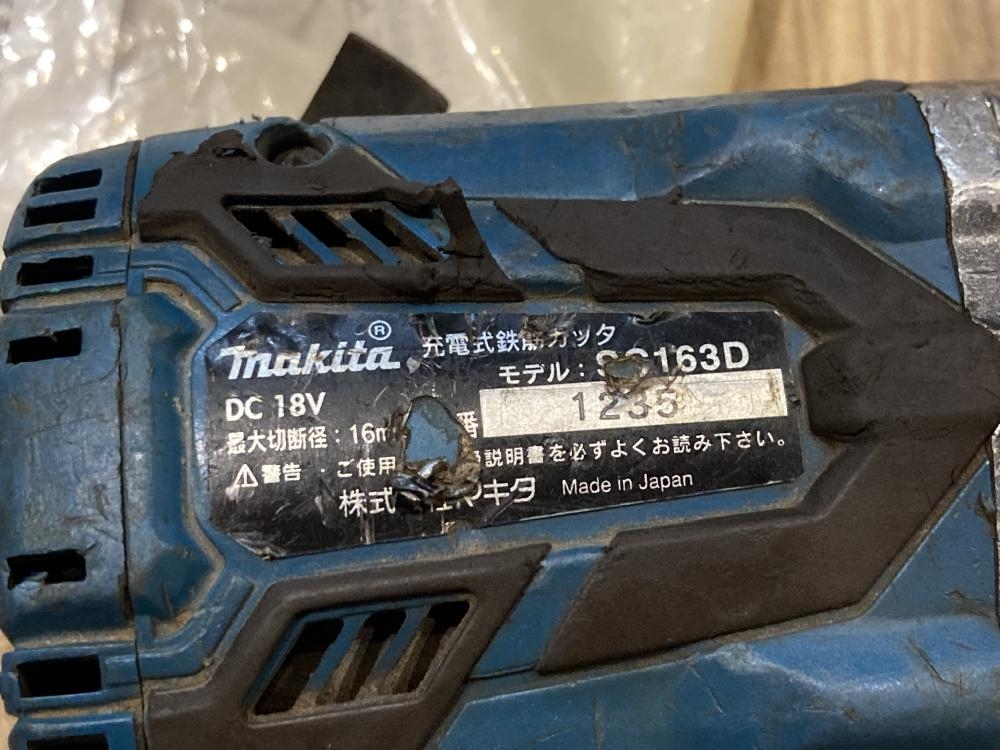 makita® 充電式鉄筋カッタ
モデル: SC163D
DC 18V
1235
最大切断径: 16m
番
⚠警告 · ご使用 説明書を必ずよくお読み下さい。
株式 マキタ Made in Japan